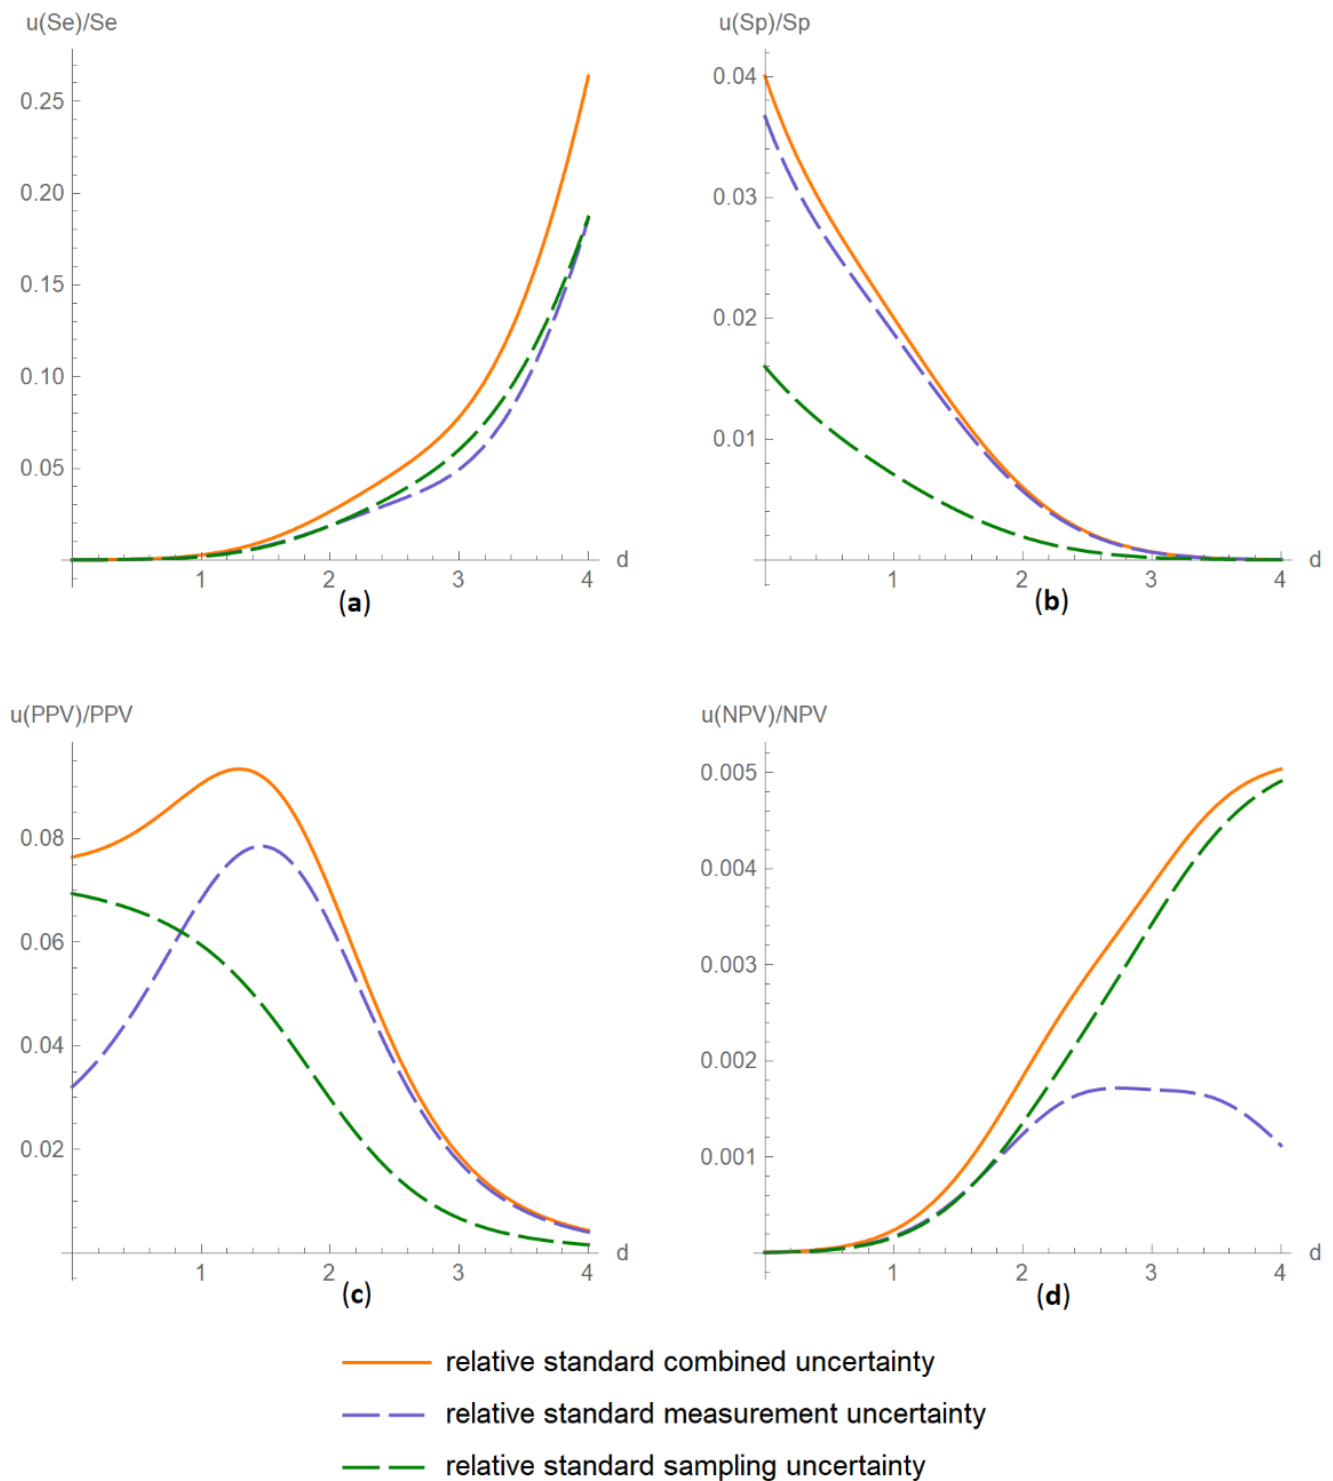 u(Se)/Se
0.25
0.20
0.15
0.10
0.05
1 2 3 4 d
(a)
u(Sp)/Sp
0.04
0.03
0.02
0.01
1 2 3 4 d
(b)
u(PPV)/PPV
0.08
0.06
0.04
0.02
1 2 3 4 d
(c)
u(NPV)/NPV
0.005
0.004
0.003
0.002
0.001
1 2 3 4 d
(d)
relative standard combined uncertainty
relative standard measurement uncertainty
relative standard sampling uncertainty